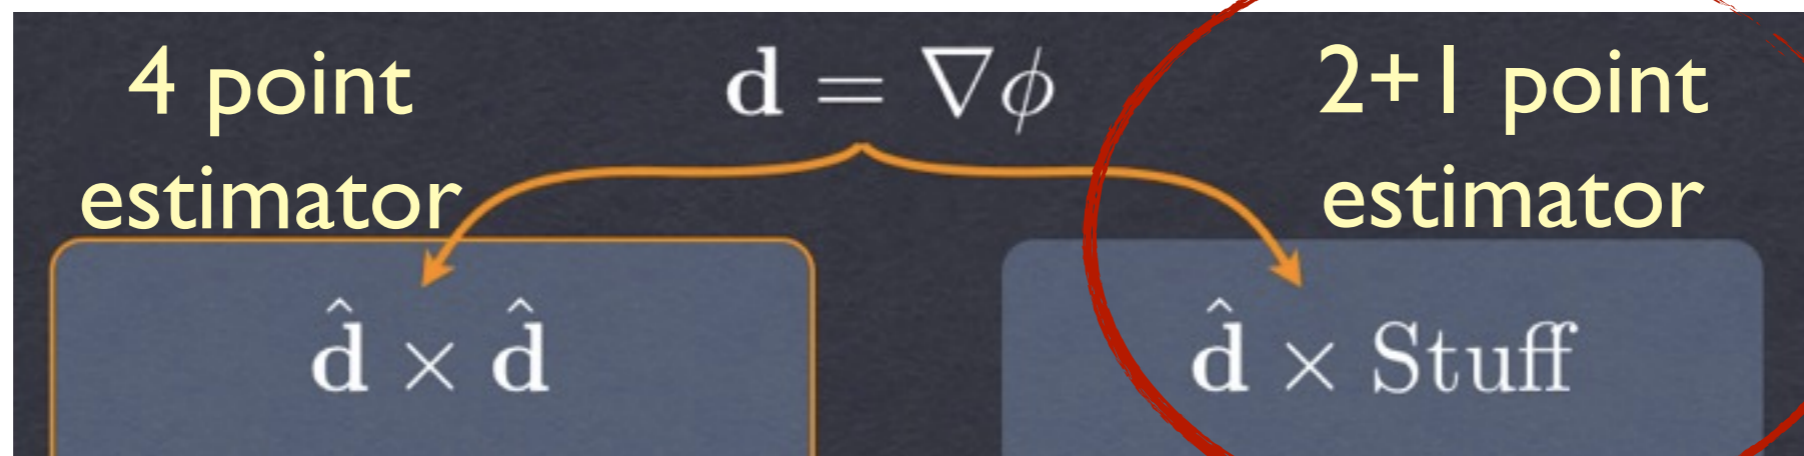 4 point
estimator
d = ∇ϕ
2+1 point
estimator
d̂ × d̂
d̂ × Stuff